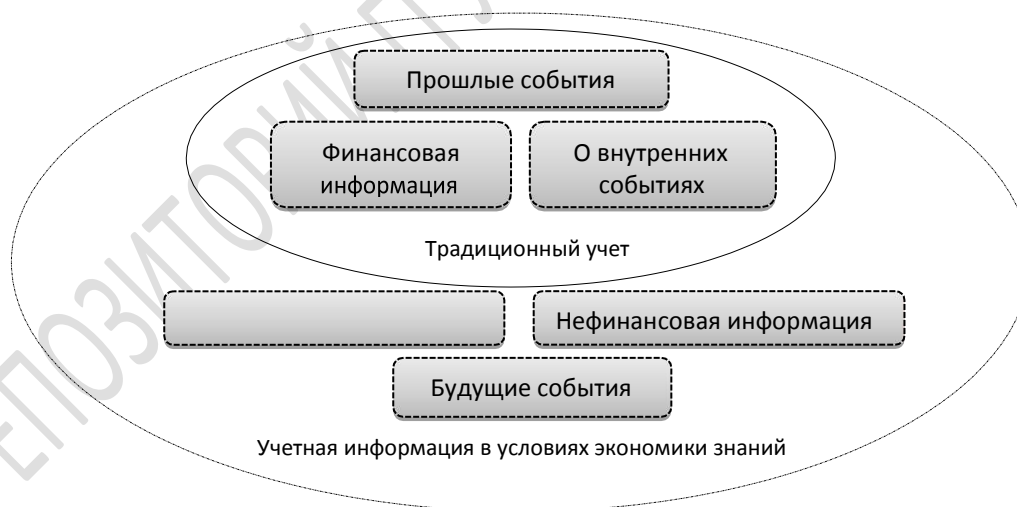 Прошлые события
Финансовая
информация
О внутренних
событиях
Традиционный учет
Нефинансовая информация
Будущие события
Учетная информация в условиях экономики знаний